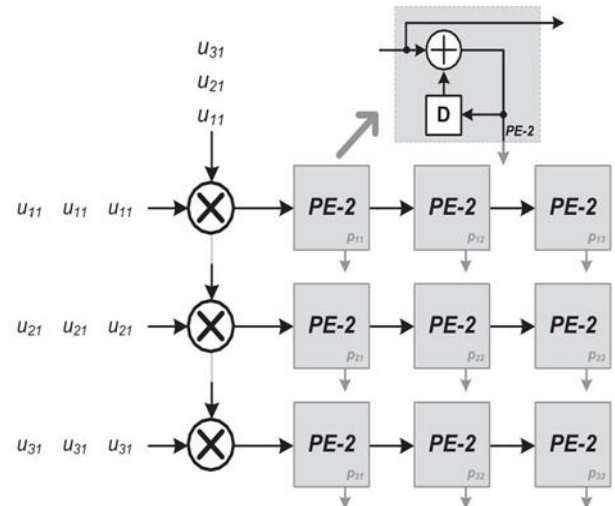 u31
u21
u11
D
PE-2
u11 u11 u11
PE-2 PE-2 PE-2
p11 p12 p13
u21 u21 u21
PE-2 PE-2 PE-2
p21 p22 p23
u31 u31 u31
PE-2 PE-2 PE-2
p31 p32 p33